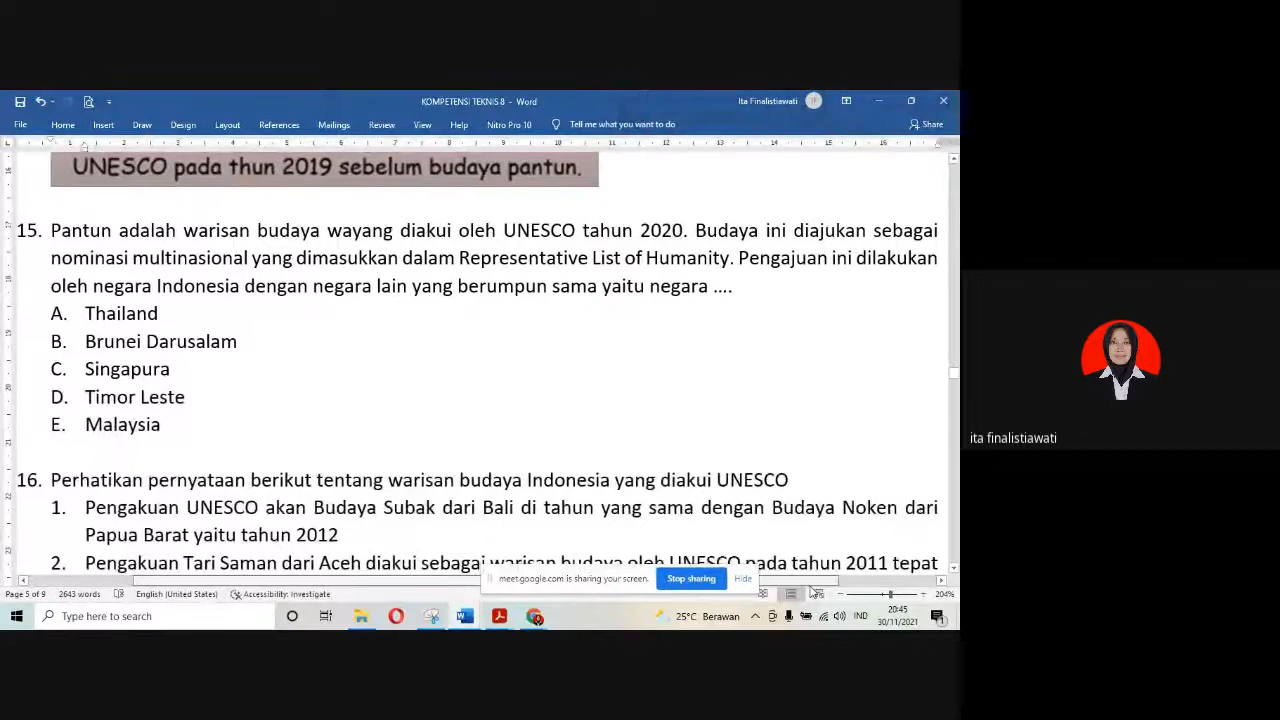 KOMPETENSI TEKNIS 8 - Word
Ita Finalistiawati
IF
File Home Insert Draw Design Layout References Mailings Review View Help Nitro Pro 10 Tell me what you want to do Share
UNESCO pada thun 2019 sebelum budaya pantun.
15. Pantun adalah warisan budaya wayang diakui oleh UNESCO tahun 2020. Budaya ini diajukan sebagai
nominasi multinasional yang dimasukkan dalam Representative List of Humanity. Pengajuan ini dilakukan
oleh negara Indonesia dengan negara lain yang berumpun sama yaitu negara ....
A. Thailand
B. Brunei Darusalam
C. Singapura
D. Timor Leste
E. Malaysia
ita finalistiawati
16. Perhatikan pernyataan berikut tentang warisan budaya Indonesia yang diakui UNESCO
1. Pengakuan UNESCO akan Budaya Subak dari Bali di tahun yang sama dengan Budaya Noken dari
Papua Barat yaitu tahun 2012
2. Pengakuan Tari Saman dari Aceh diakui sebagai warisan budaya oleh UNESCO pada tahun 2011 tepat
meet.google.com is sharing your screen. Stop sharing Hide
Page 5 of 9 2643 words English (United States) Accessibility: Investigate 204%
Type here to search 25°C Berawan IND 20:45
30/11/2021